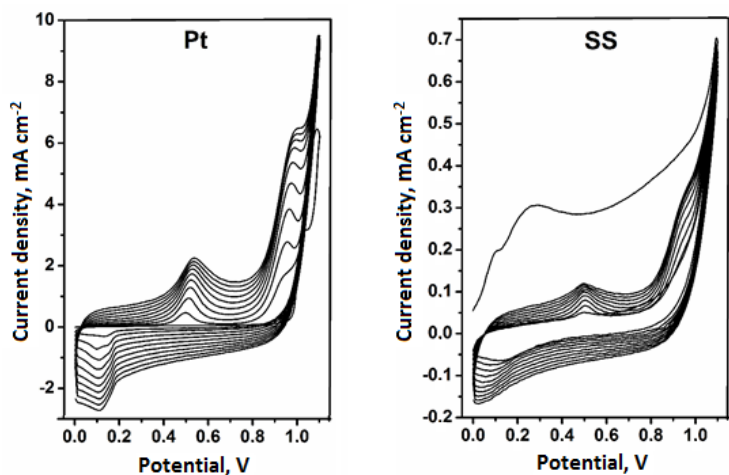 Pt
Current density, mA cm⁻²
10
8
6
4
2
0
-2
0.0 0.2 0.4 0.6 0.8 1.0
Potential, V
SS
Current density, mA cm⁻²
0.7
0.6
0.5
0.4
0.3
0.2
0.1
0.0
-0.1
-0.2
0.0 0.2 0.4 0.6 0.8 1.0
Potential, V